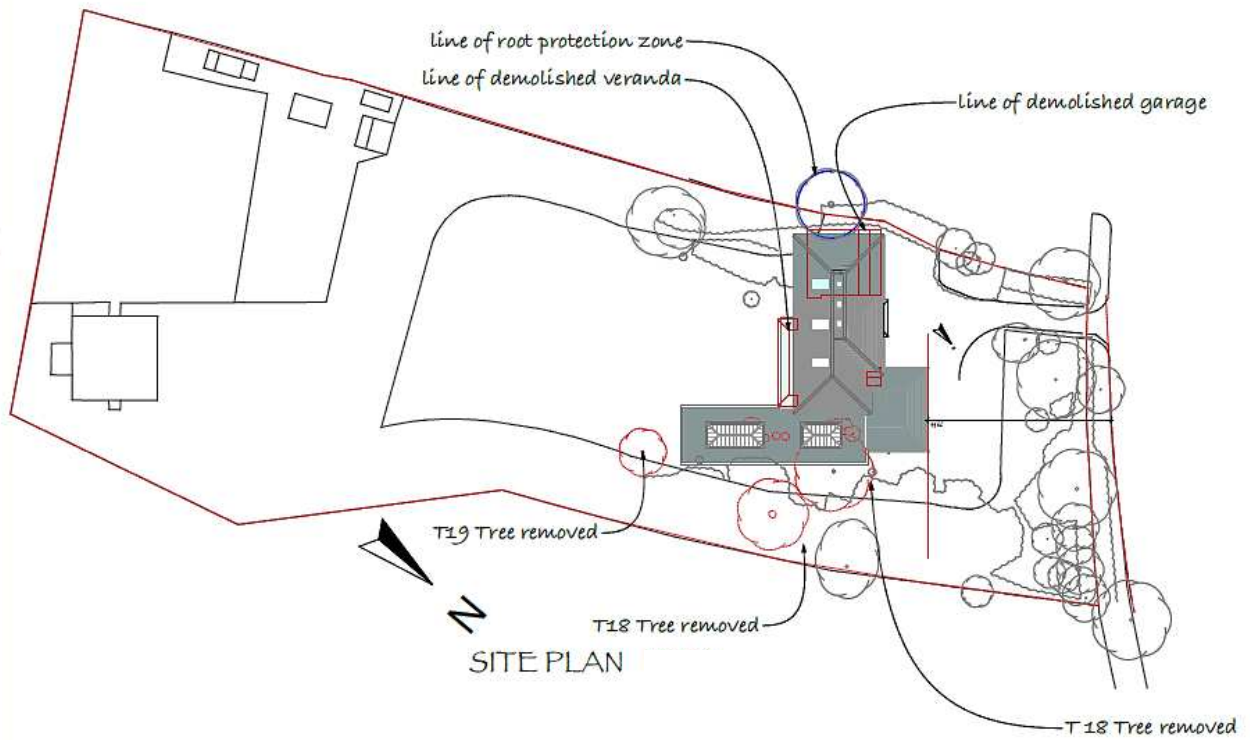 line of root protection zone
line of demolished veranda
line of demolished garage
T19 Tree removed
N
T18 Tree removed
SITE PLAN
T 18 Tree removed